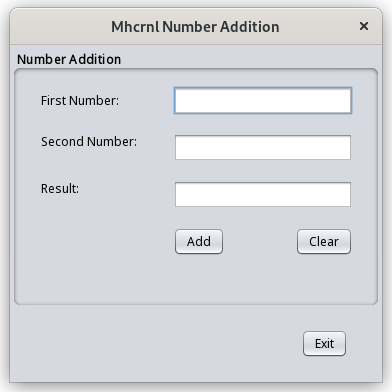 Mhcrnl Number Addition
Number Addition
First Number:
Second Number:
Result:
Add Clear
Exit